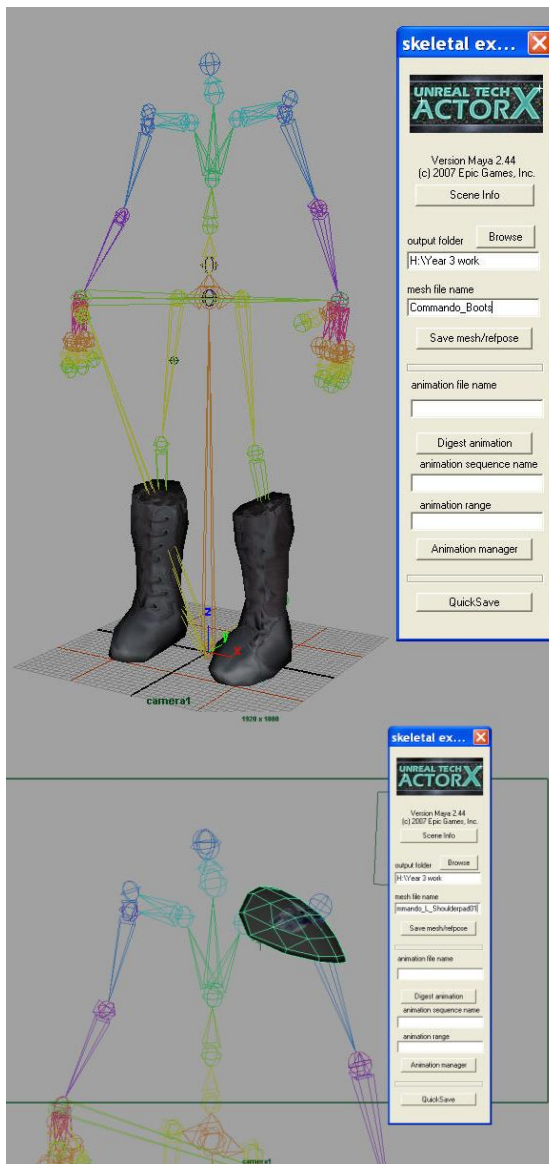 skeletal ex...
UNREAL TECH
ACTORX
Version Maya 2.44
(c) 2007 Epic Games, Inc.
Scene Info
output folder Browse
H:\Year 3 work
mesh file name
Commando_Boots
Save mesh/refpose
animation file name
Digest animation
animation sequence name
animation range
Animation manager
QuickSave
Z
Y
X
camera1
1920 x 1080
skeletal ex...
UNREAL TECH
ACTORX
Version Maya 2.44
(c) 2007 Epic Games, Inc.
Scene Info
output folder Browse
H:\Year 3 work
mesh file name
mmando_L_Shoulderpad01
Save mesh/refpose
animation file name
Digest animation
animation sequence name
animation range
Animation manager
QuickSave
camera1